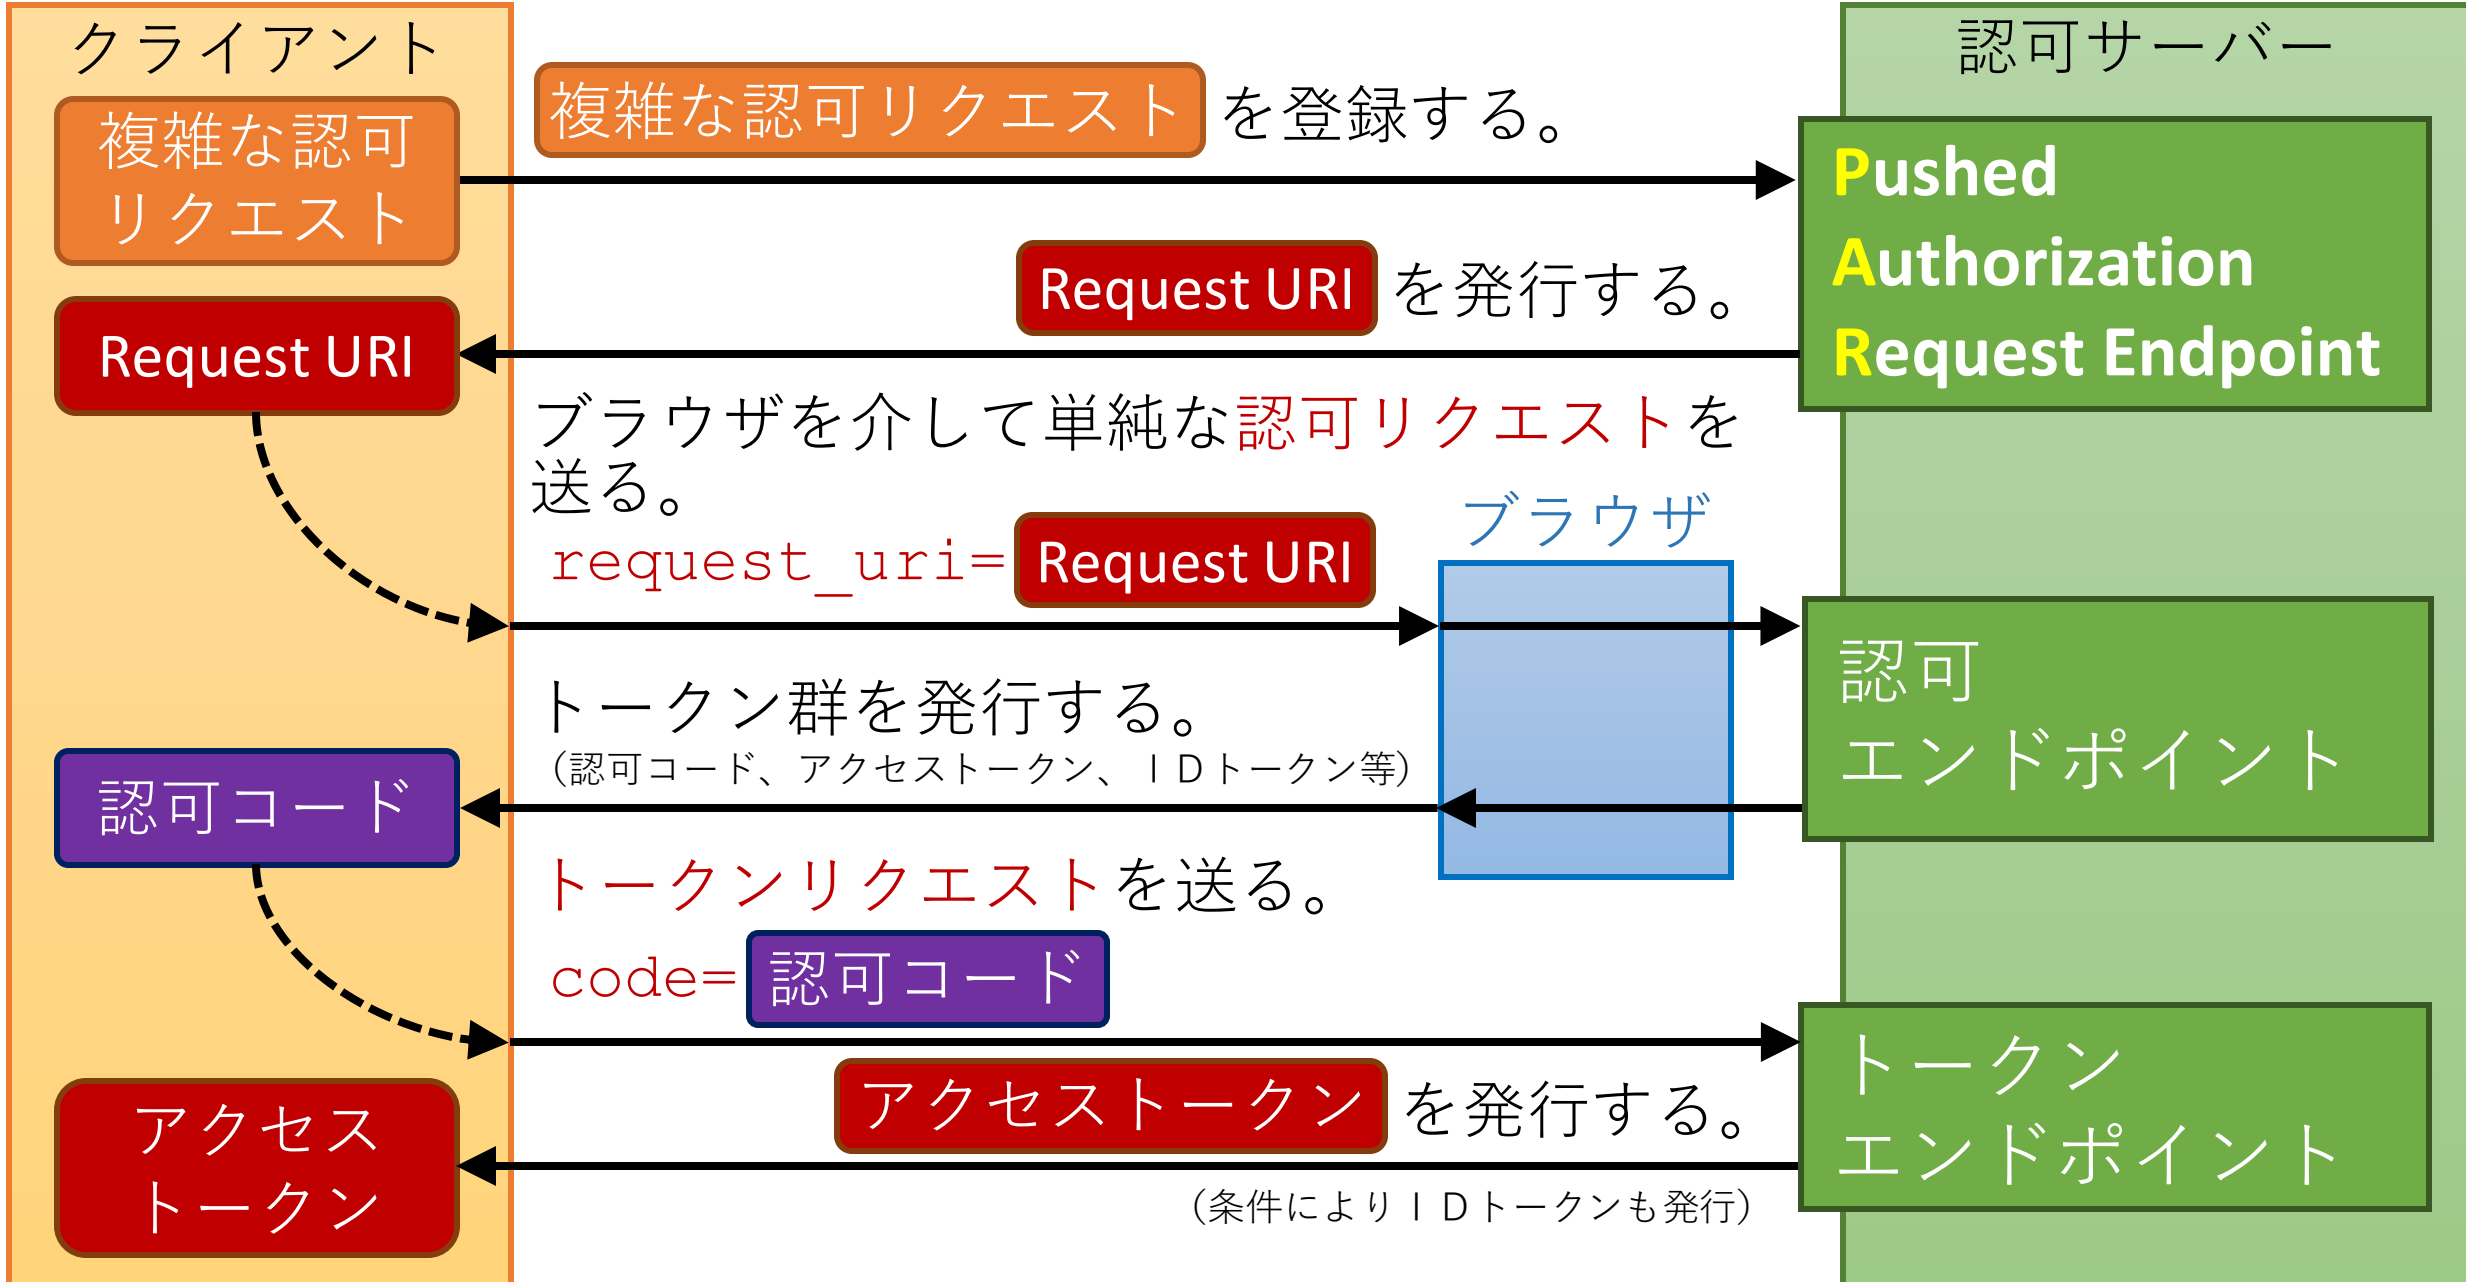 クライアント
認可サーバー
複雑な認可リクエスト を登録する。
複雑な認可
リクエスト
Pushed
Authorization
Request Endpoint
Request URI を発行する。
Request URI
ブラウザを介して単純な認可リクエストを
送る。
ブラウザ
request_uri= Request URI
認可
エンドポイント
トークン群を発行する。
（認可コード、アクセストークン、ＩＤトークン等）
認可コード
トークンリクエストを送る。
code= 認可コード
トークン
エンドポイント
アクセストークン を発行する。
アクセス
トークン
（条件によりＩＤトークンも発行）